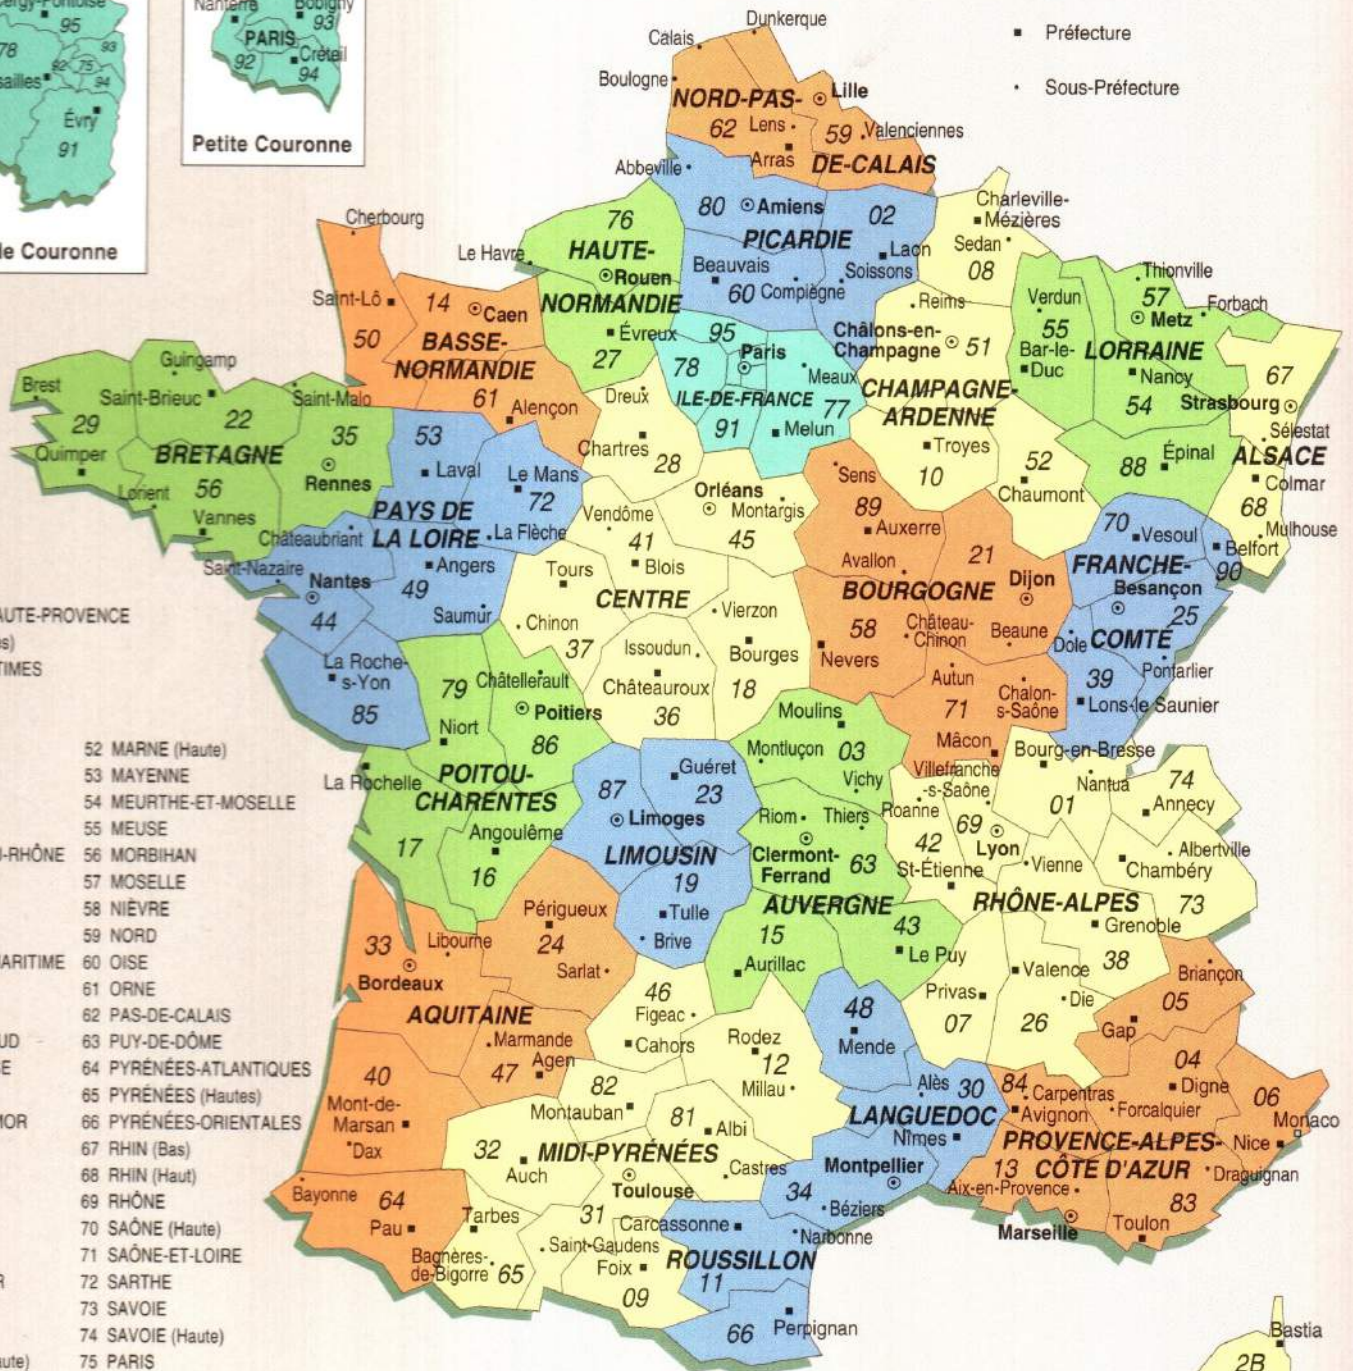 95
78
93
92
75
94
Évry
91
le Couronne
Nanterre
Bobigny
93
PARIS
Créteil
92
94
Petite Couronne
Préfecture
Sous-Préfecture
Dunkerque
Calais
Boulogne
NORD-PAS-
Lille
62
Lens
59
Valenciennes
Arras
DE-CALAIS
Abbeville
80
Amiens
02
PICARDIE
Laon
Beauvais
Soissons
60
Compiègne
Charleville-
Mézières
Sedan
08
Cherbourg
Le Havre
76
HAUTE-
Rouen
NORMANDIE
Évreux
27
Saint-Lô
14
Caen
50
BASSE-
NORMANDIE
61
Alençon
Reims
Châlons-en-
Champagne
51
CHAMPAGNE-
ARDENNE
Troyes
10
52
Chaumont
Verdun
55
Bar-le-
Duc
Thionville
57
Forbach
Metz
LORRAINE
Nancy
54
88
Épinal
67
Strasbourg
Sélestat
ALSACE
Colmar
68
Mulhouse
95
78
Paris
Meaux
ILE-DE-FRANCE
77
91
Melun
Brest
Guingamp
Saint-Brieuc
22
Saint-Malo
29
35
Quimper
BRETAGNE
Rennes
Lorient
56
Vannes
53
Laval
Le Mans
72
PAYS DE
LA LOIRE
La Flèche
Châteaubriant
Saint-Nazaire
Nantes
Angers
49
44
Saumur
La Roche-
s-Yon
85
Dreux
Chartres
28
Orléans
Montargis
Vendôme
41
45
Tours
Blois
CENTRE
Vierzon
Chinon
37
Issoudun
Bourges
Châteauroux
18
36
Sens
89
Auxerre
Avallon
21
BOURGOGNE
Dijon
58
Château-
Chinon
Beaune
Nevers
Autun
Chalon-
s-Saône
71
Mâcon
70
Vesoul
Belfort
FRANCHE-
90
Besançon
25
Dole
COMTÉ
Pontarlier
39
Lons-le Saunier
79
Châtellerault
Poitiers
Niort
86
La Rochelle
POITOU-
CHARENTES
17
Angoulême
16
87
Guéret
23
Limoges
LIMOUSIN
19
Tulle
Brive
Moulins
Montluçon
03
Vichy
Riom
Thiers
Clermont-
Ferrand
63
AUVERGNE
15
43
Le Puy
Aurillac
Bourg-en-Bresse
Villefranche
-s-Saône
Nantua
74
Roanne
01
Annecy
42
69
Lyon
Albertville
St-Étienne
Vienne
Chambéry
RHÔNE-ALPES
73
Grenoble
Valence
38
Privas
Die
07
26
33
Libourne
Périgueux
24
Bordeaux
Sarlat
AQUITAINE
Marmande
Agen
40
47
Mont-de-
Marsan
Dax
Bayonne
64
Pau
46
Figeac
Cahors
Rodez
12
Millau
82
Montauban
81
Albi
32
MIDI-PYRÉNÉES
Auch
Castres
Toulouse
Tarbes
31
Saint-Gaudens
Bagnères-
de-Bigorre
65
Foix
09
48
Mende
Alès
30
LANGUEDOC
Nîmes
Montpellier
34
Béziers
Carcassonne
Narbonne
ROUSSILLON
11
66
Perpignan
Briançon
05
Gap
04
84
Carpentras
Digne
Avignon
Forcalquier
06
Monaco
PROVENCE-ALPES-
Nice
13
CÔTE D'AZUR
Draguignan
Aix-en-Provence
83
Marseille
Toulon
Bastia
2B
52 MARNE (Haute)
53 MAYENNE
54 MEURTHE-ET-MOSELLE
55 MEUSE
56 MORBIHAN
57 MOSELLE
58 NIÈVRE
59 NORD
60 OISE
61 ORNE
62 PAS-DE-CALAIS
63 PUY-DE-DÔME
64 PYRÉNÉES-ATLANTIQUES
65 PYRÉNÉES (Hautes)
66 PYRÉNÉES-ORIENTALES
67 RHIN (Bas)
68 RHIN (Haut)
69 RHÔNE
70 SAÔNE (Haute)
71 SAÔNE-ET-LOIRE
72 SARTHE
73 SAVOIE
74 SAVOIE (Haute)
75 PARIS